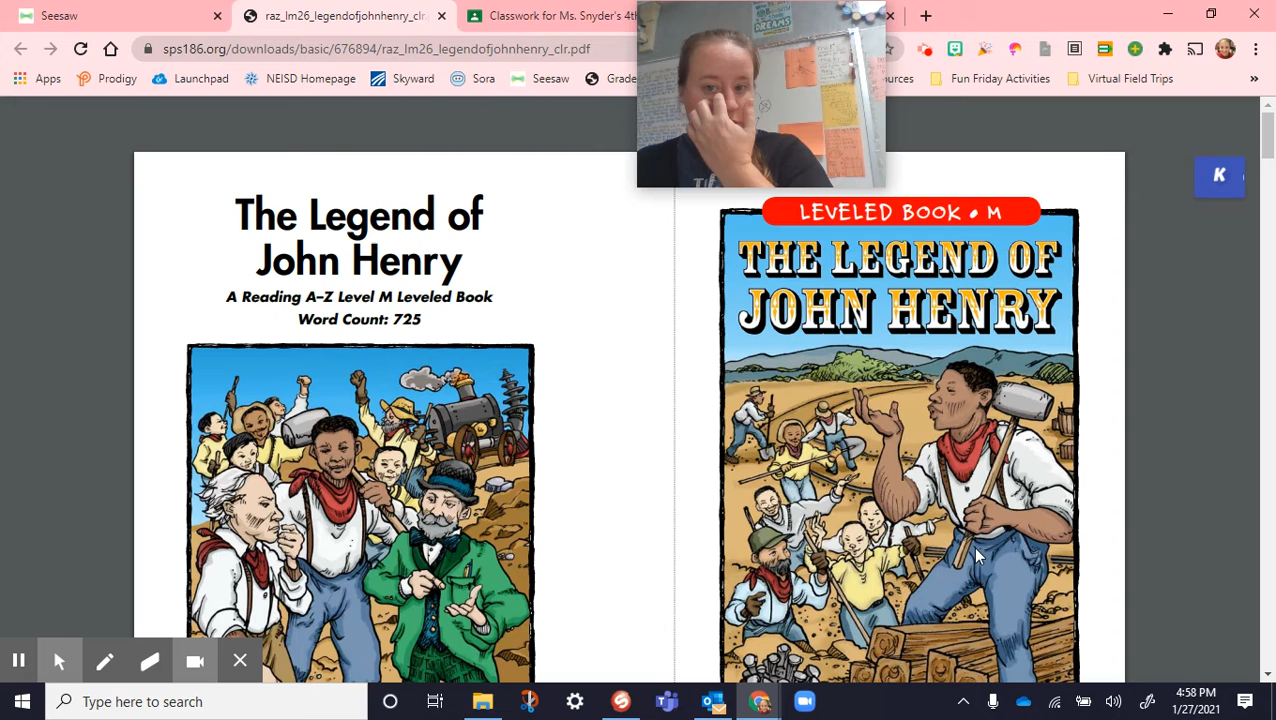 Seesaw
raz_lm26_legendofjohnhenry_clr.
Classwork for Ms. Snyder's 4th
sps186.org/downloads/basic/676894/raz_lm26_legendofjohnhenry_clr.pdf
Apps Prodigy Launchpad NEISD Homepage Skyward Sora Seesaw Grade ources Fun Friday Activities Virtual Field Trips »
DREAMS
K
The Legend of
John Henry
A Reading A–Z Level M Leveled Book
Word Count: 725
LEVELED BOOK • M
THE LEGEND OF
JOHN HENRY
Type here to search
4:58 PM
1/27/2021